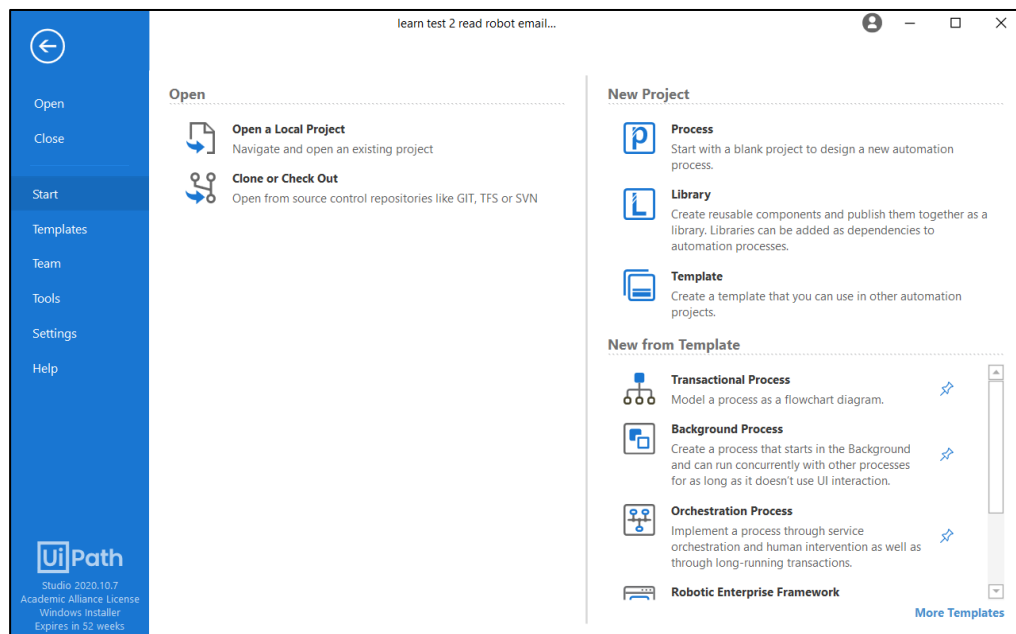 learn test 2 read robot email...
Open
Close
Start
Templates
Team
Tools
Settings
Help
UiPath
Studio 2020.10.7
Academic Alliance License
Windows Installer
Expires in 52 weeks
Open
Open a Local Project
Navigate and open an existing project
Clone or Check Out
Open from source control repositories like GIT, TFS or SVN
New Project
Process
Start with a blank project to design a new automation
process.
Library
Create reusable components and publish them together as a
library. Libraries can be added as dependencies to
automation processes.
Template
Create a template that you can use in other automation
projects.
New from Template
Transactional Process
Model a process as a flowchart diagram.
Background Process
Create a process that starts in the Background
and can run concurrently with other processes
for as long as it doesn't use UI interaction.
Orchestration Process
Implement a process through service
orchestration and human intervention as well as
through long-running transactions.
Robotic Enterprise Framework
More Templates